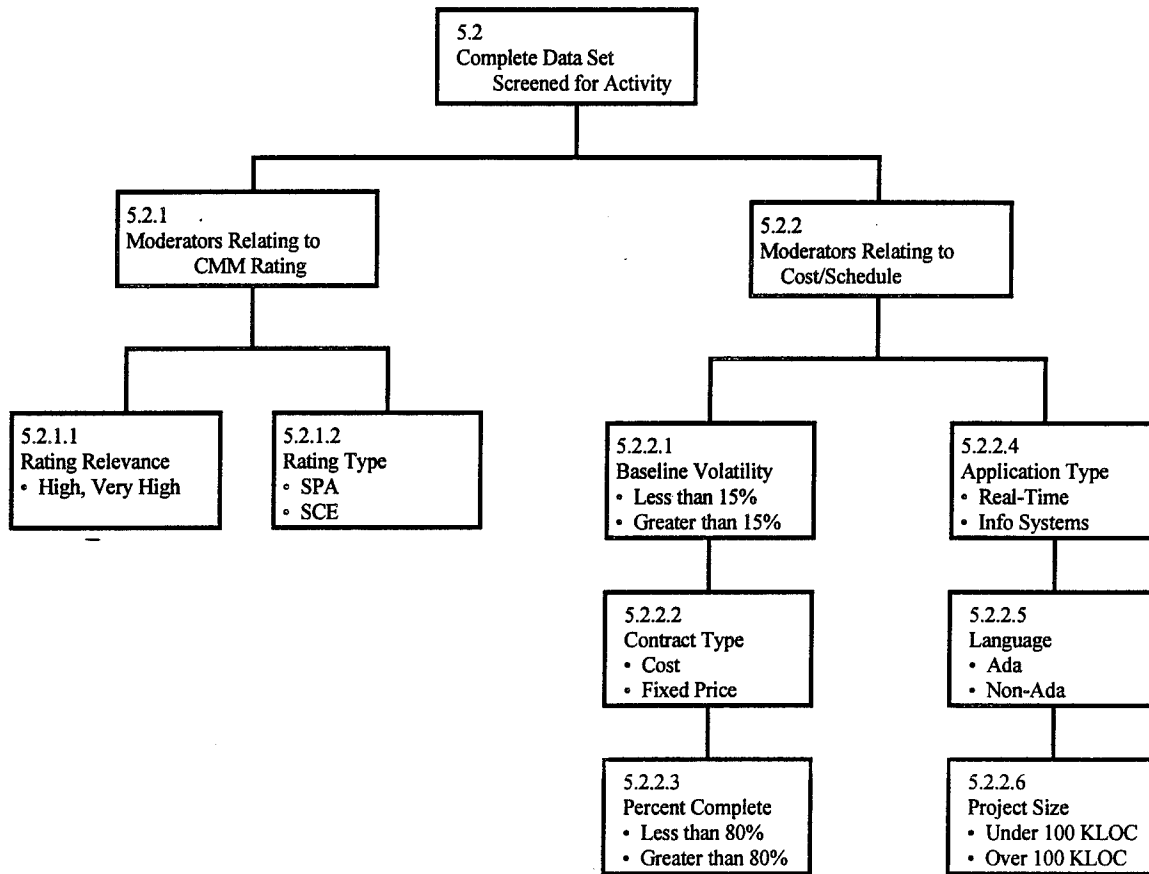 5.2
Complete Data Set
Screened for Activity
5.2.1
Moderators Relating to
CMM Rating
5.2.2
Moderators Relating to
Cost/Schedule
5.2.1.1
Rating Relevance
• High, Very High
5.2.1.2
Rating Type
• SPA
• SCE
5.2.2.1
Baseline Volatility
• Less than 15%
• Greater than 15%
5.2.2.4
Application Type
• Real-Time
• Info Systems
5.2.2.2
Contract Type
• Cost
• Fixed Price
5.2.2.5
Language
• Ada
• Non-Ada
5.2.2.3
Percent Complete
• Less than 80%
• Greater than 80%
5.2.2.6
Project Size
• Under 100 KLOC
• Over 100 KLOC